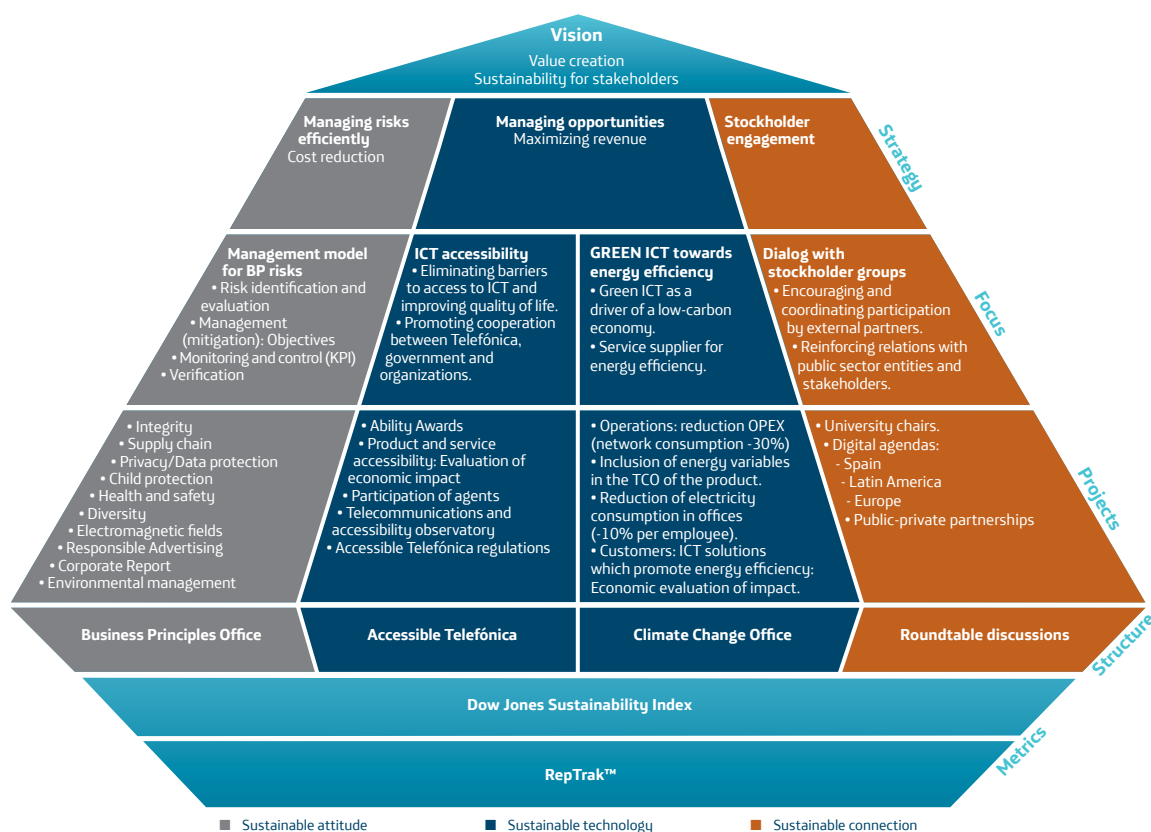 Vision
Value creation
Sustainability for stakeholders
Managing risks
efficiently
Cost reduction
Managing opportunities
Maximizing revenue
Stockholder
engagement
Strategy
Management model
for BP risks
• Risk identification and
evaluation
• Management
(mitigation): Objectives
• Monitoring and control (KPI)
• Verification
ICT accessibility
• Eliminating barriers
to access to ICT and
improving quality of life.
• Promoting cooperation
between Telefónica,
government and
organizations.
GREEN ICT towards
energy efficiency
• Green ICT as a
driver of a low-carbon
economy.
• Service supplier for
energy efficiency.
Dialog with
stockholder groups
• Encouraging and
coordinating participation
by external partners.
• Reinforcing relations with
public sector entities and
stakeholders.
Focus
• Integrity
• Supply chain
• Privacy/Data protection
• Child protection
• Health and safety
• Diversity
• Electromagnetic fields
• Responsible Advertising
• Corporate Report
• Environmental management
• Ability Awards
• Product and service
accessibility: Evaluation of
economic impact
• Participation of agents
• Telecommunications and
accessibility observatory
• Accessible Telefónica regulations
• Operations: reduction OPEX
(network consumption -30%)
• Inclusion of energy variables
in the TCO of the product.
• Reduction of electricity
consumption in offices
(-10% per employee).
• Customers: ICT solutions
which promote energy efficiency:
Economic evaluation of impact.
• University chairs.
• Digital agendas:
- Spain
- Latin America
- Europe
• Public-private partnerships
Projects
Business Principles Office
Accessible Telefónica
Climate Change Office
Roundtable discussions
Structure
Dow Jones Sustainability Index
RepTrak™
Metrics
Sustainable attitude
Sustainable technology
Sustainable connection